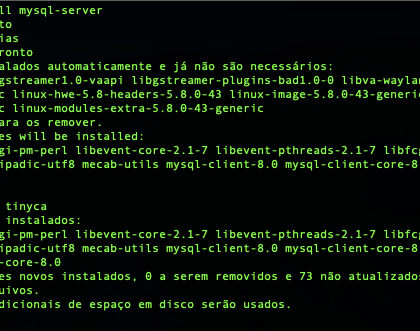 ll mysql-server
to
ias
ronto
alados automaticamente e já não são necessários:
gstreamer1.0-vaapi libgstreamer-plugins-bad1.0-0 libva-waylan
c linux-hwe-5.8-headers-5.8.0-43 linux-image-5.8.0-43-generic
c linux-modules-extra-5.8.0-43-generic
ara os remover.
es will be installed:
gi-pm-perl libevent-core-2.1-7 libevent-pthreads-2.1-7 libfcg
ipadic-utf8 mecab-utils mysql-client-8.0 mysql-client-core-8
tinyca
instalados:
gi-pm-perl libevent-core-2.1-7 libevent-pthreads-2.1-7 libfcg
ipadic-utf8 mecab-utils mysql-client-8.0 mysql-client-core-8
-core-8.0
es novos instalados, 0 a serem removidos e 73 não atualizados
uivos.
dicionais de espaço em disco serão usados.